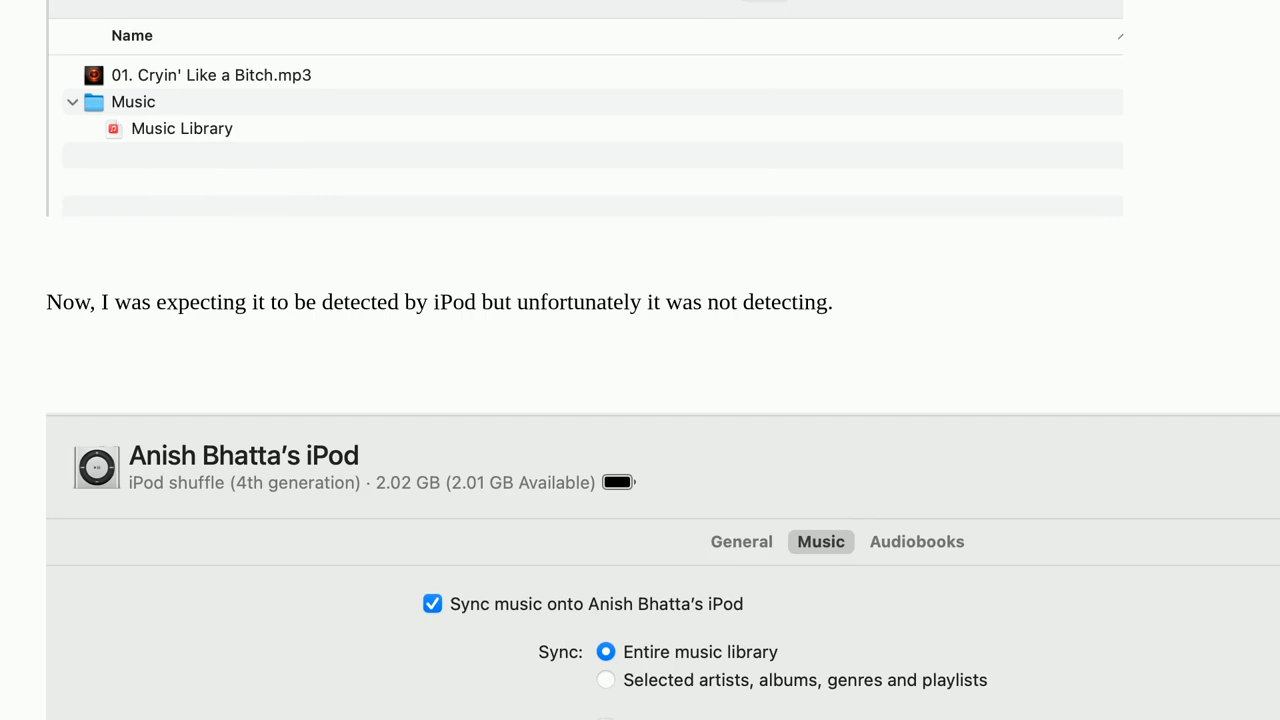 Name
01. Cryin' Like a Bitch.mp3
Music
Music Library
Now, I was expecting it to be detected by iPod but unfortunately it was not detecting.
Anish Bhatta’s iPod
iPod shuffle (4th generation) · 2.02 GB (2.01 GB Available)
General Music Audiobooks
Sync music onto Anish Bhatta’s iPod
Sync: Entire music library
Selected artists, albums, genres and playlists